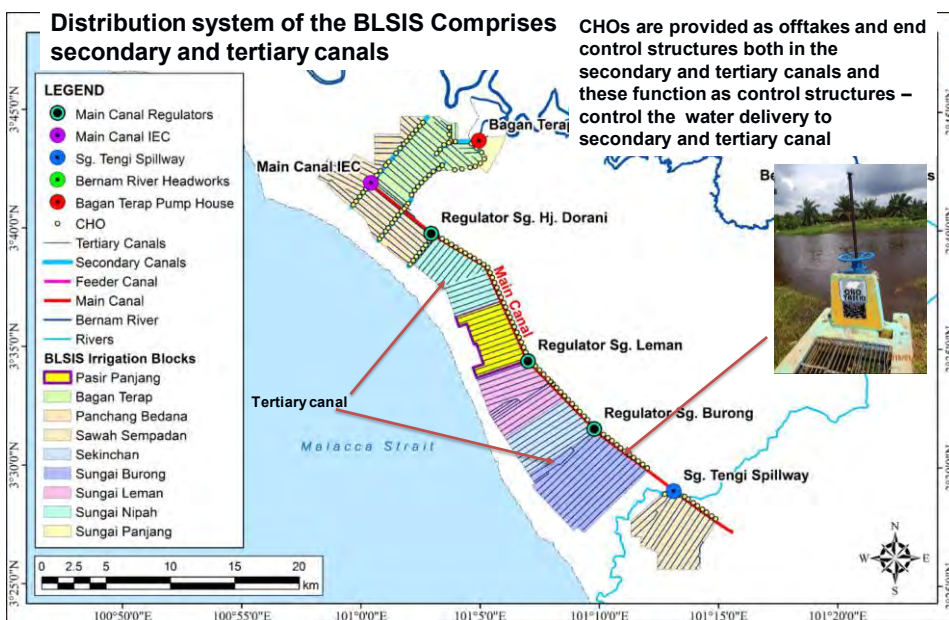 Distribution system of the BLSIS Comprises
secondary and tertiary canals
CHOs are provided as offtakes and end
control structures both in the
secondary and tertiary canals and
these function as control structures –
control the water delivery to
secondary and tertiary canal
LEGEND
Main Canal Regulators
Main Canal IEC
Sg. Tengi Spillway
Bernam River Headworks
Bagan Terap Pump House
CHO
Tertiary Canals
Secondary Canals
Feeder Canal
Main Canal
Bernam River
Rivers
BLSIS Irrigation Blocks
Pasir Panjang
Bagan Terap
Panchang Bedana
Sawah Sempadan
Sekinchan
Sungai Burong
Sungai Leman
Sungai Nipah
Sungai Panjang
0 2.5 5 10 15 20
km
Bagan Terap
Main Canal IEC
Regulator Sg. Hj. Dorani
Main Canal
Regulator Sg. Leman
Tertiary canal
Regulator Sg. Burong
Malacca Strait
Sg. Tengi Spillway
Be
s
N
W E
S
3°45'0"N
3°40'0"N
3°35'0"N
3°30'0"N
3°25'0"N
100°50'0"E
100°55'0"E
101°0'0"E
101°5'0"E
101°10'0"E
101°15'0"E
101°20'0"E